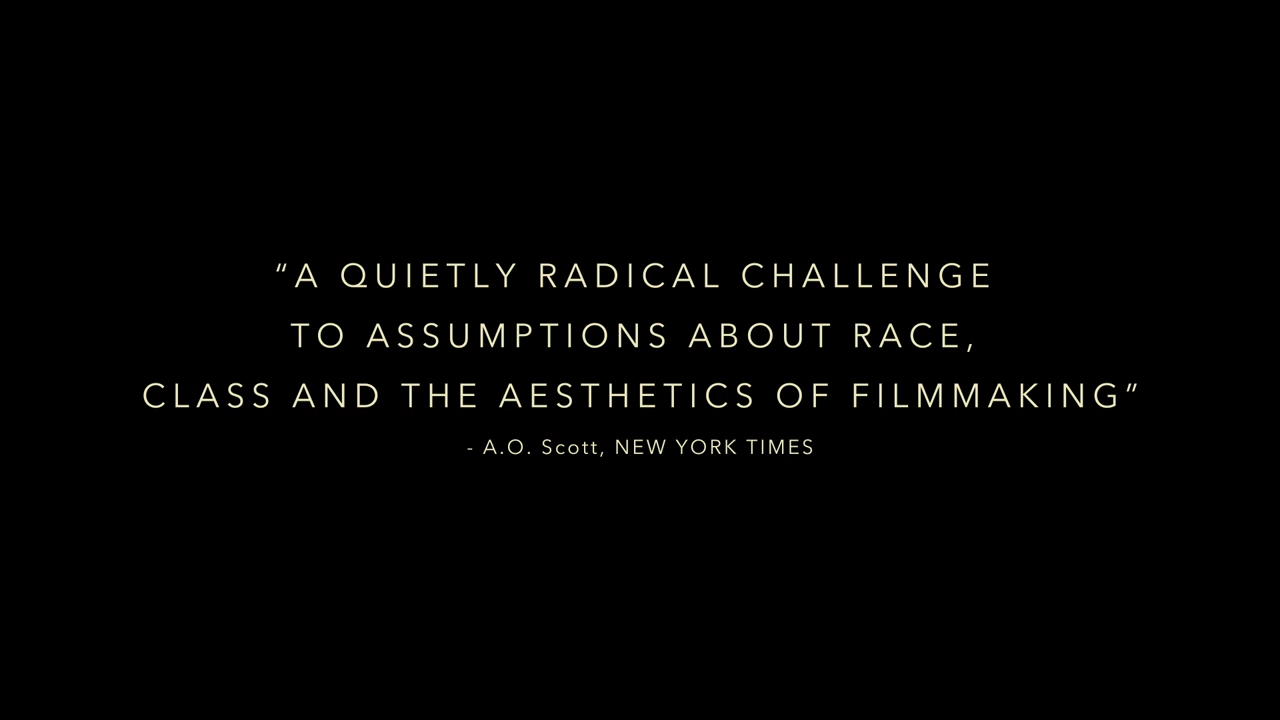 “A QUIETLY RADICAL CHALLENGE
TO ASSUMPTIONS ABOUT RACE,
CLASS AND THE AESTHETICS OF FILMMAKING”
- A.O. Scott, NEW YORK TIMES